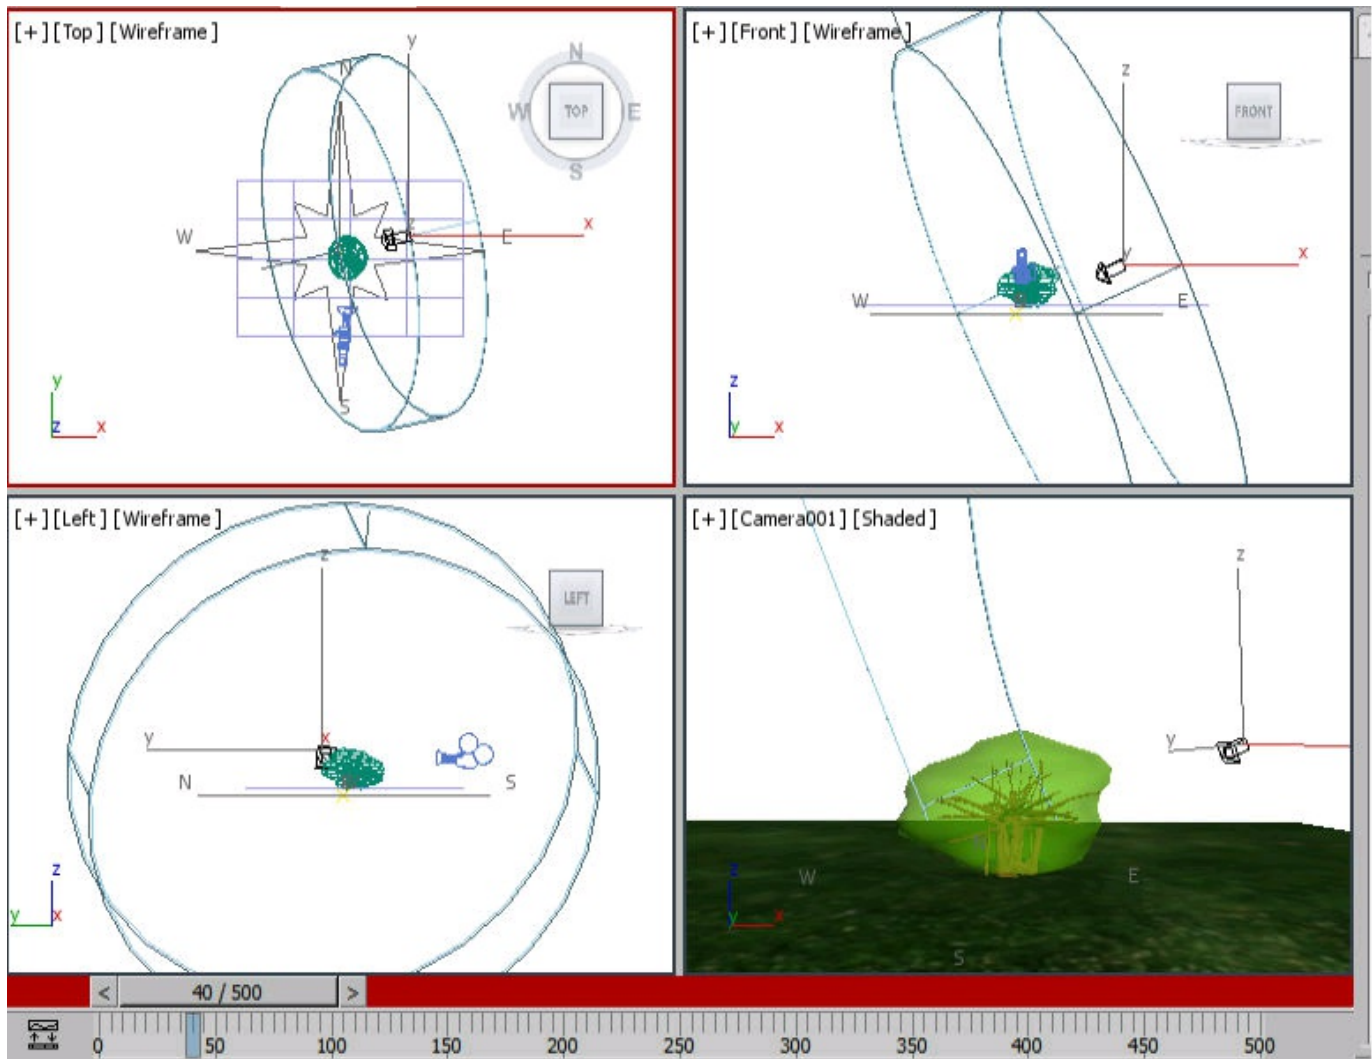 [+] [Top] [Wireframe]
y
N
N
W
TOP
E
S
z
x
W
E
S
y
z
x
[+] [Front] [Wireframe]
z
FRONT
y
x
W
E
z
y
x
[+] [Left] [Wireframe]
z
LEFT
y
x
N
S
z
y
x
[+] [Camera001] [Shaded]
z
y
W
E
z
y
x
S
< 40 / 500 >
0 50 100 150 200 250 300 350 400 450 500